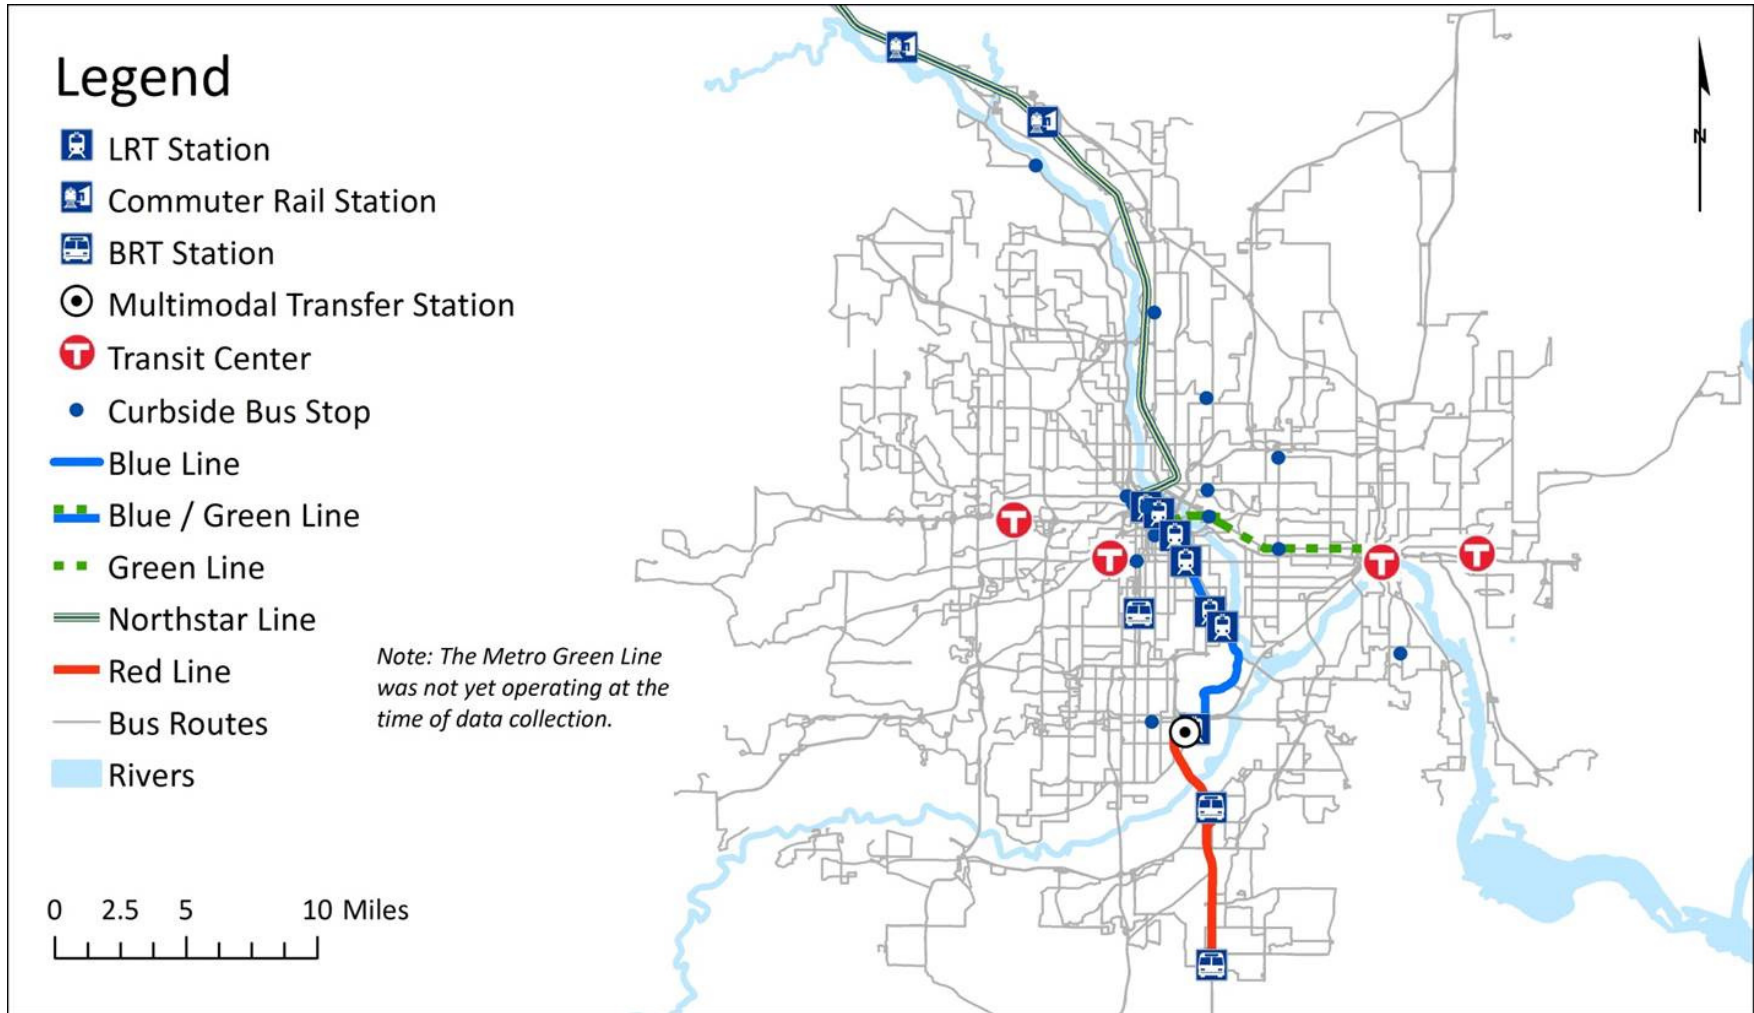 Legend
LRT Station
Commuter Rail Station
BRT Station
Multimodal Transfer Station
T Transit Center
Curbside Bus Stop
Blue Line
Blue / Green Line
Green Line
Northstar Line
Red Line
Bus Routes
Rivers
Note: The Metro Green Line
was not yet operating at the
time of data collection.
0 2.5 5 10 Miles
N
T
T
T
T